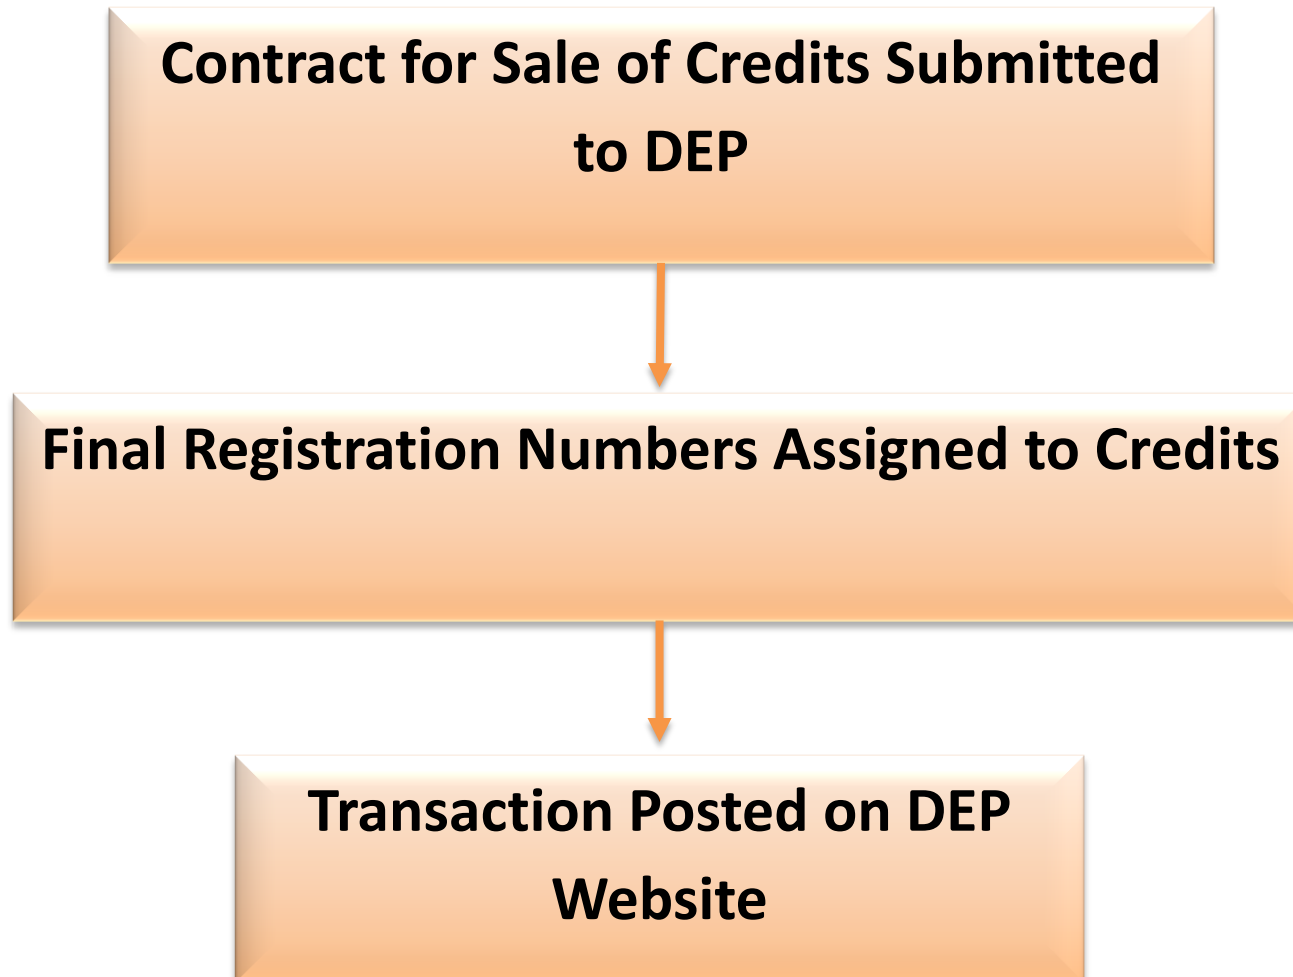 Contract for Sale of Credits Submitted
to DEP
Final Registration Numbers Assigned to Credits
Transaction Posted on DEP
Website